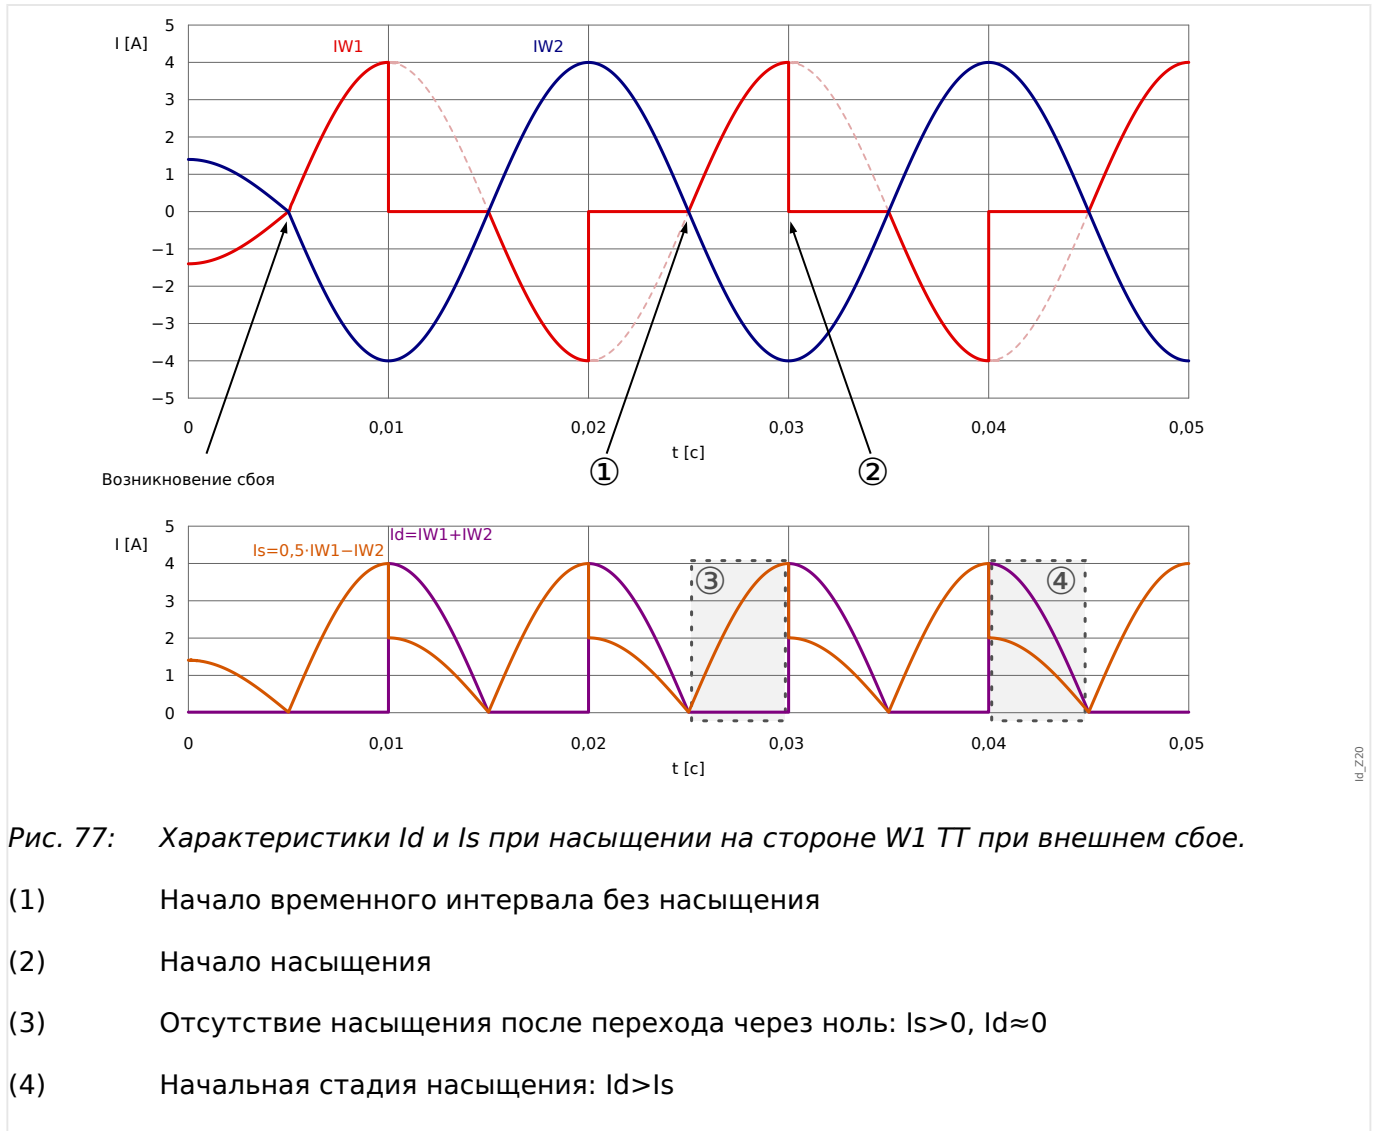 5
I [A]
IW1
IW2
4
3
2
1
0
−1
−2
−3
−4
−5
0
0,01
0,02
0,03
0,04
0,05
t [c]
Возникновение сбоя
①
②
5
I [A]
Id=IW1+IW2
Is=0,5·IW1−IW2
4
③
④
3
2
1
0
0
0,01
0,02
0,03
0,04
0,05
t [c]
Id_Z20
Рис. 77: Характеристики Id и Is при насыщении на стороне W1 ТТ при внешнем сбое.
(1) Начало временного интервала без насыщения
(2) Начало насыщения
(3) Отсутствие насыщения после перехода через ноль: Is>0, Id≈0
(4) Начальная стадия насыщения: Id>Is